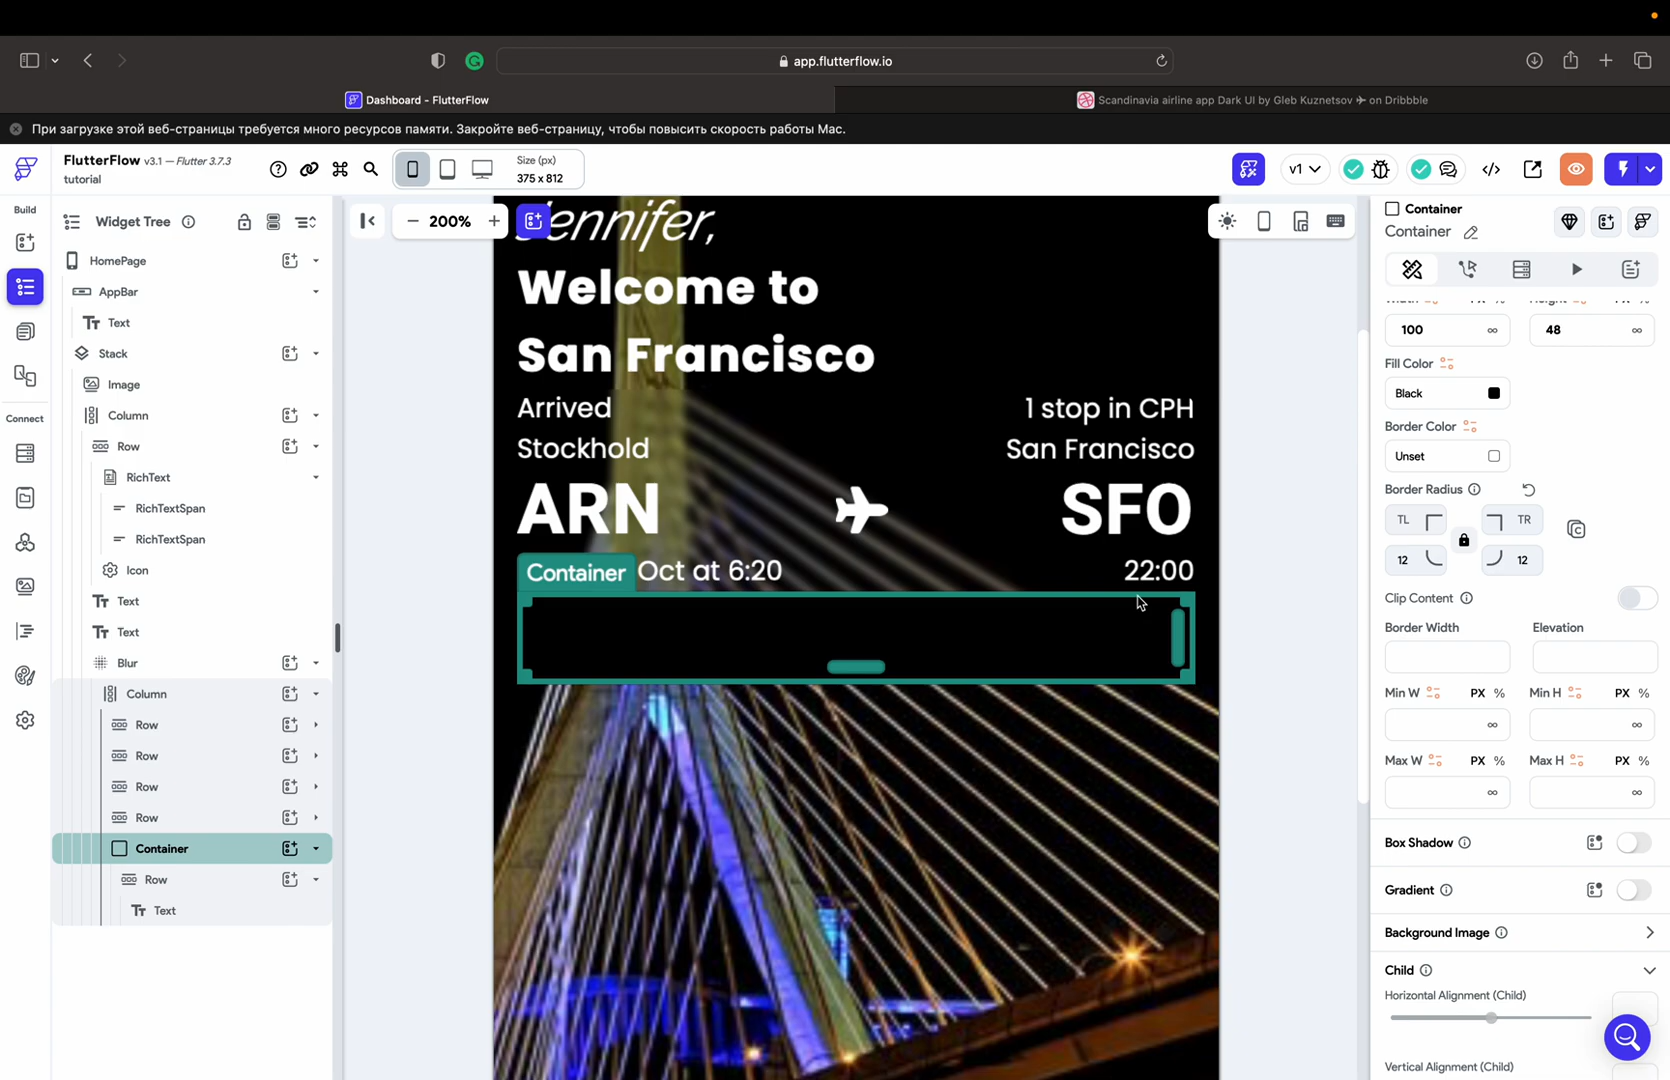 app.flutterflow.io
Dashboard - FlutterFlow
Scandinavia airline app Dark UI by Gleb Kuznetsov ✈ on Dribbble
При загрузке этой веб-страницы требуется много ресурсов памяти. Закройте веб-страницу, чтобы повысить скорость работы Mac.
FlutterFlow v3.1 — Flutter 3.7.3
tutorial
Size (px)
375 x 812
v1
Build
Connect
Widget Tree
HomePage
AppBar
Text
Stack
Image
Column
Row
RichText
RichTextSpan
RichTextSpan
Icon
Text
Text
Blur
Column
Row
Row
Row
Row
Container
Row
Text
200%
Jennifer,
Welcome to
San Francisco
Arrived
1 stop in CPH
Stockhold
San Francisco
ARN
SFO
Container
Oct at 6:20
22:00
Container
Container
Width PX %
Height PX %
100 ∞
48 ∞
Fill Color
Black
Border Color
Unset
Border Radius
TL
TR
12
12
Clip Content
Border Width
Elevation
Min W PX %
Min H PX %
∞
∞
Max W PX %
Max H PX %
∞
∞
Box Shadow
Gradient
Background Image
Child
Horizontal Alignment (Child)
Vertical Alignment (Child)